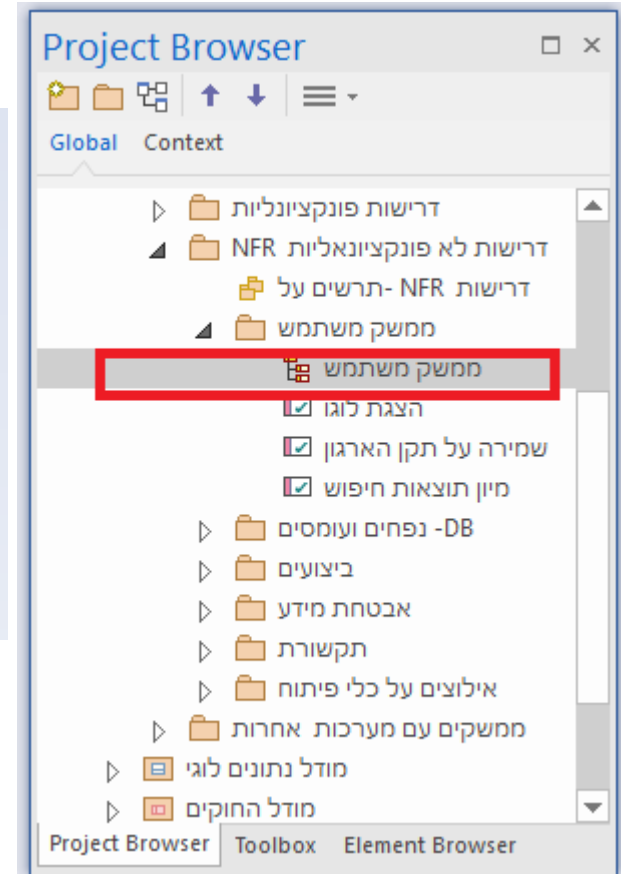 Project Browser
Global Context
דרישות פונקציונליות
דרישות לא פונקציונאליות NFR
דרישות NFR -תרשים על
ממשק משתמש
ממשק משתמש
הצגת לוגו
שמירה על תקן הארגון
מיון תוצאות חיפוש
DB- נפחים ועומסים
ביצועים
אבטחת מידע
תקשורת
אילוצים על כלי פיתוח
ממשקים עם מערכות אחרות
מודל נתונים לוגי
מודל החוקים
Project Browser Toolbox Element Browser